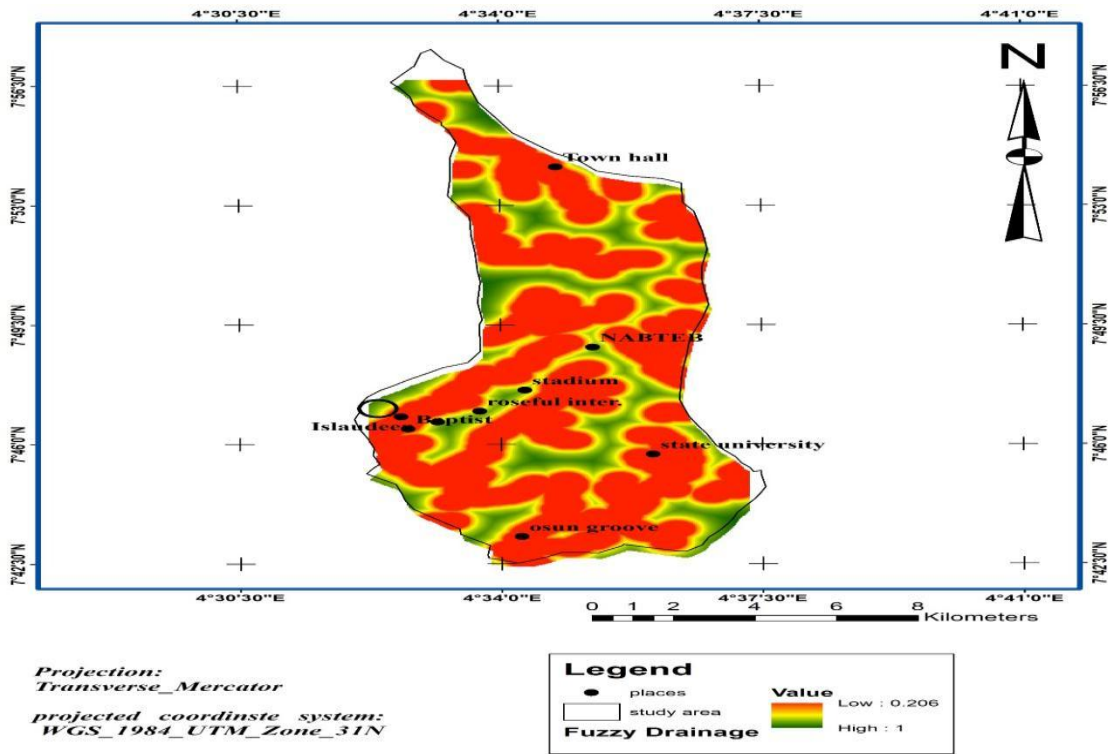 4°30'30"E 4°34'0"E 4°37'30"E 4°41'0"E
N
7°56'30"N 7°56'30"N
Town hall
7°53'0"N 7°53'0"N
7°49'30"N 7°49'30"N
NABTEB
stadium
roseful inter.
Baptist
Islaudee
state university
7°46'0"N 7°46'0"N
osun groove
7°42'30"N 7°42'30"N
4°30'30"E 4°34'0"E 4°37'30"E 4°41'0"E
0 1 2 4 6 8
Kilometers
Projection:
Transverse_Mercator
projected coordinste system:
WGS_1984_UTM_Zone_31N
Legend
places
study area
Fuzzy Drainage
Value
Low : 0.206
High : 1